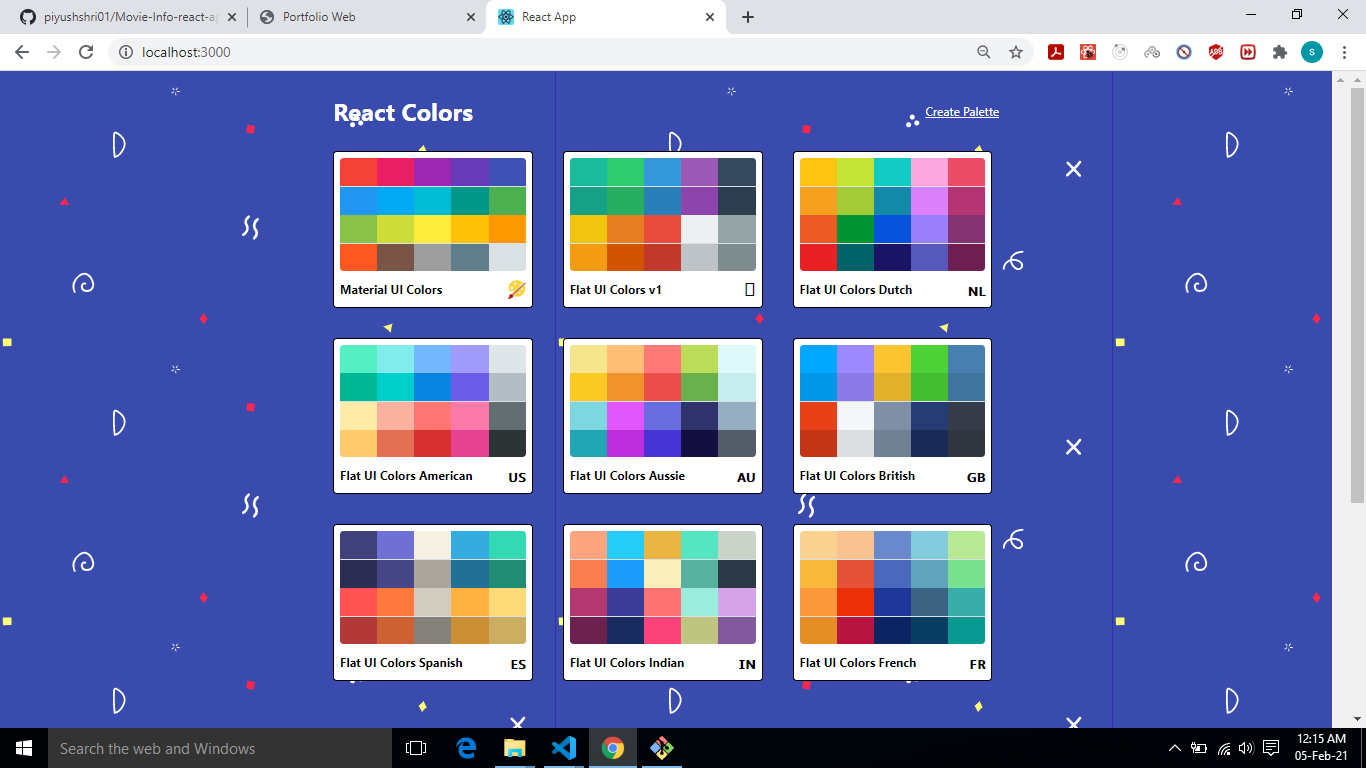 piyushshri01/Movie-Info-react-ap
Portfolio Web
React App
localhost:3000
S
ABP
React Colors
Create Palette
Material UI Colors
Flat UI Colors v1
Flat UI Colors Dutch
NL
Flat UI Colors American
US
Flat UI Colors Aussie
AU
Flat UI Colors British
GB
Flat UI Colors Spanish
ES
Flat UI Colors Indian
IN
Flat UI Colors French
FR
Search the web and Windows
12:15 AM
05-Feb-21